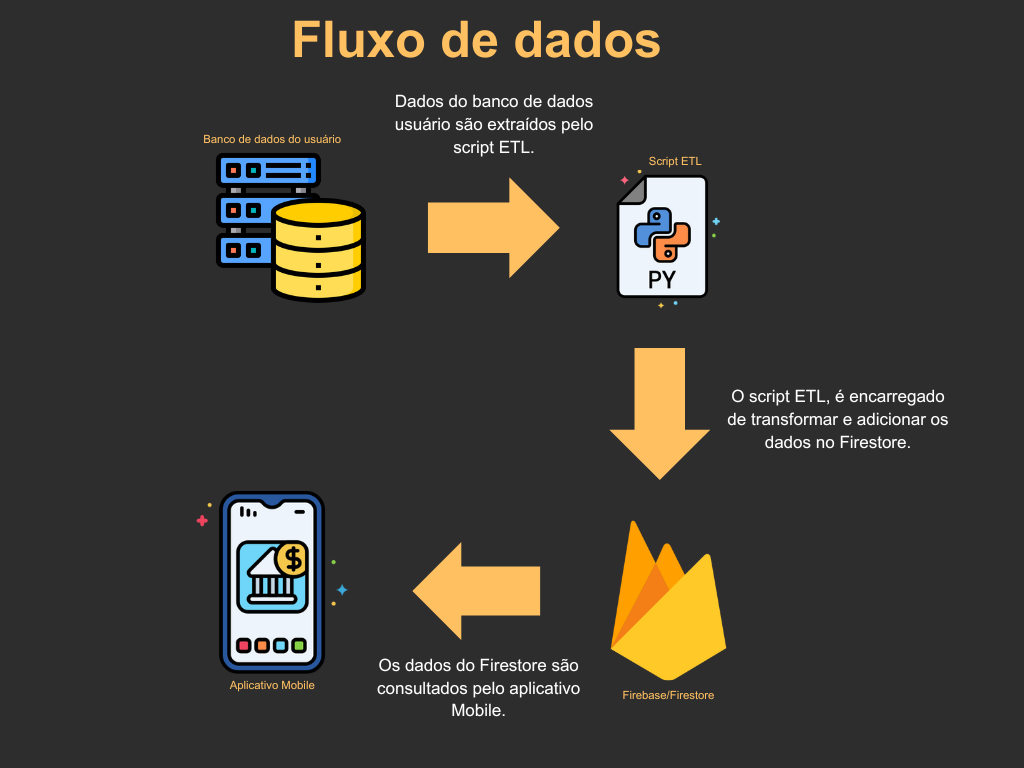 Fluxo de dados
Dados do banco de dados
usuário são extraídos pelo
script ETL.
Banco de dados do usuário
Script ETL
PY
O script ETL, é encarregado
de transformar e adicionar os
dados no Firestore.
$
Os dados do Firestore são
consultados pelo aplicativo
Mobile.
Aplicativo Mobile
Firebase/Firestore